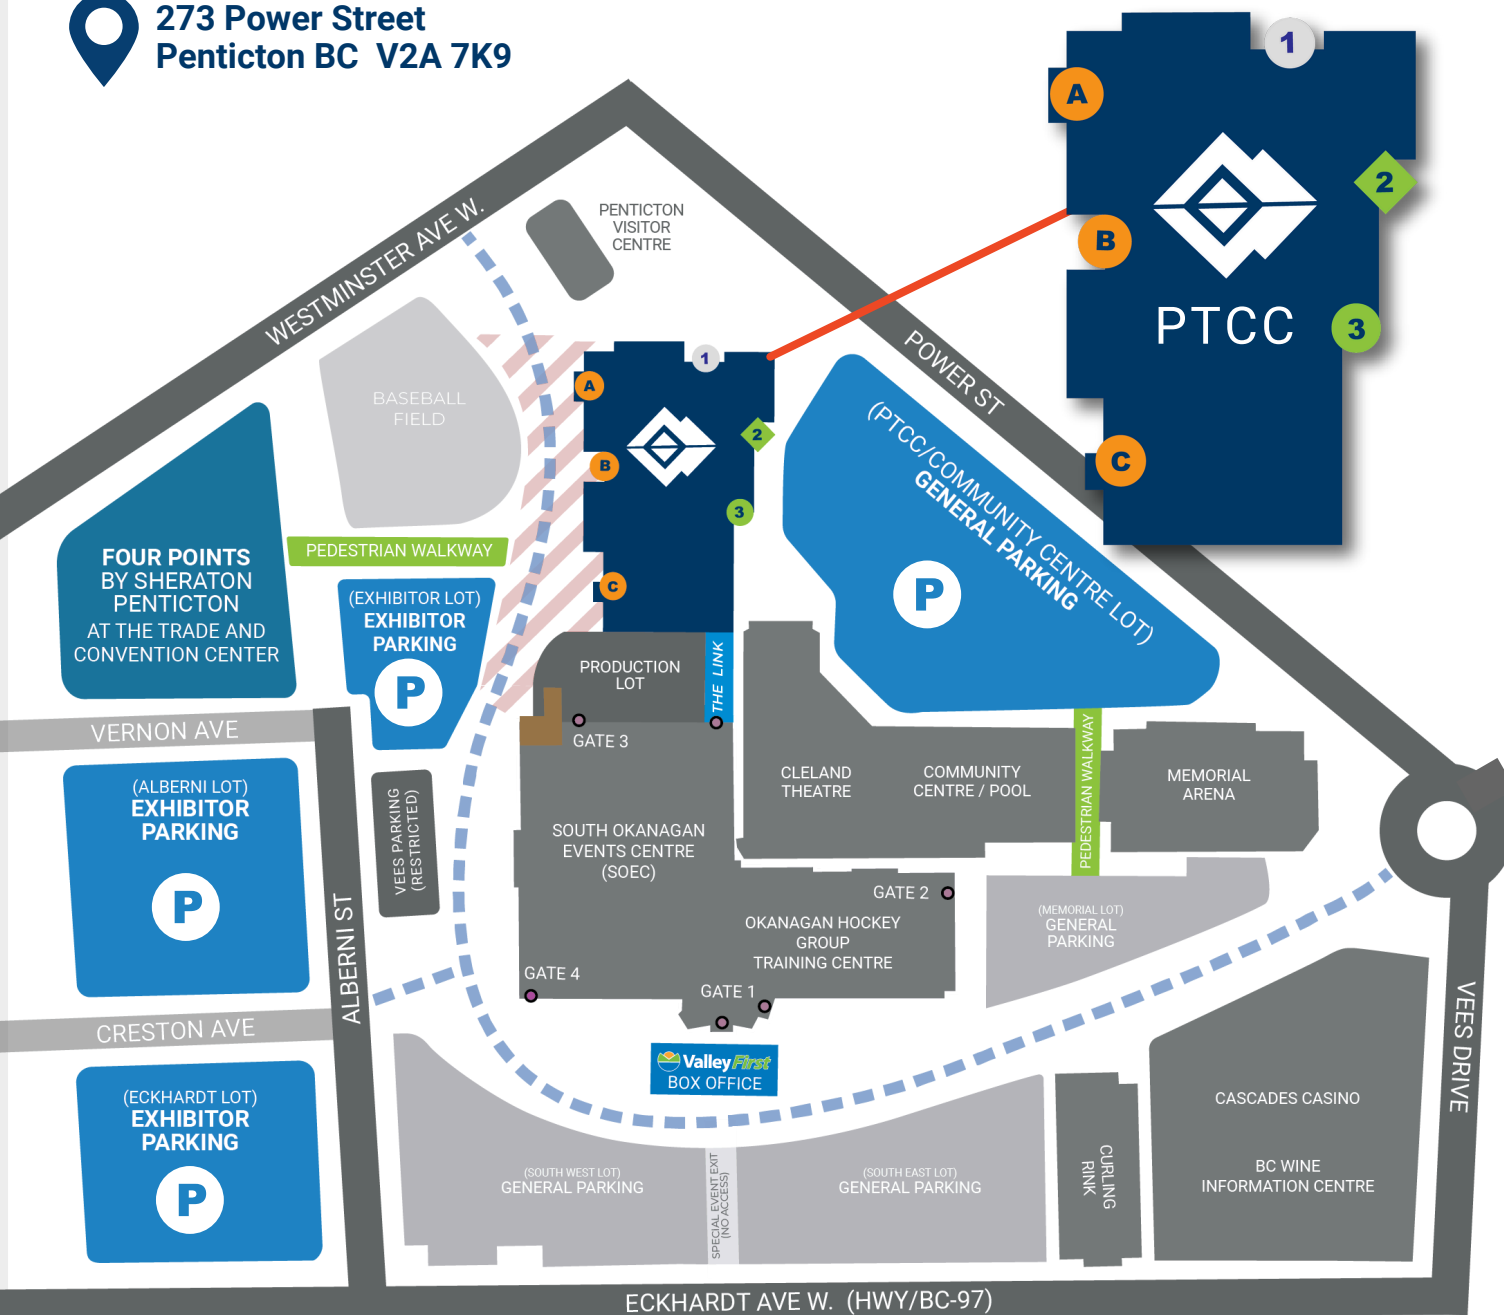 273 Power Street
Penticton BC V2A 7K9
1
A
2
B
PTCC
3
C
WESTMINSTER AVE W.
PENTICTON
VISITOR
CENTRE
POWER ST
1
A
2
B
3
C
BASEBALL
FIELD
(PTCC/COMMUNITY CENTRE LOT)
GENERAL PARKING
P
FOUR POINTS
BY SHERATON
PENTICTON
AT THE TRADE AND
CONVENTION CENTER
PEDESTRIAN WALKWAY
(EXHIBITOR LOT)
EXHIBITOR
PARKING
P
PRODUCTION
LOT
THE LINK
GATE 3
VERNON AVE
(ALBERNI LOT)
EXHIBITOR
PARKING
P
VEES PARKING
(RESTRICTED)
ALBERNI ST
SOUTH OKANAGAN
EVENTS CENTRE
(SOEC)
CLELAND
THEATRE
COMMUNITY
CENTRE / POOL
PEDESTRIAN WALKWAY
MEMORIAL
ARENA
GATE 2
OKANAGAN HOCKEY
GROUP
TRAINING CENTRE
(MEMORIAL LOT)
GENERAL
PARKING
GATE 4
GATE 1
CRESTON AVE
Valley First
BOX OFFICE
(ECKHARDT LOT)
EXHIBITOR
PARKING
P
(SOUTH WEST LOT)
GENERAL PARKING
SPECIAL EVENT EXIT
(NO ACCESS)
(SOUTH EAST LOT)
GENERAL PARKING
CURLING
RINK
CASCADES CASINO
BC WINE
INFORMATION CENTRE
VEES DRIVE
ECKHARDT AVE W. (HWY/BC-97)